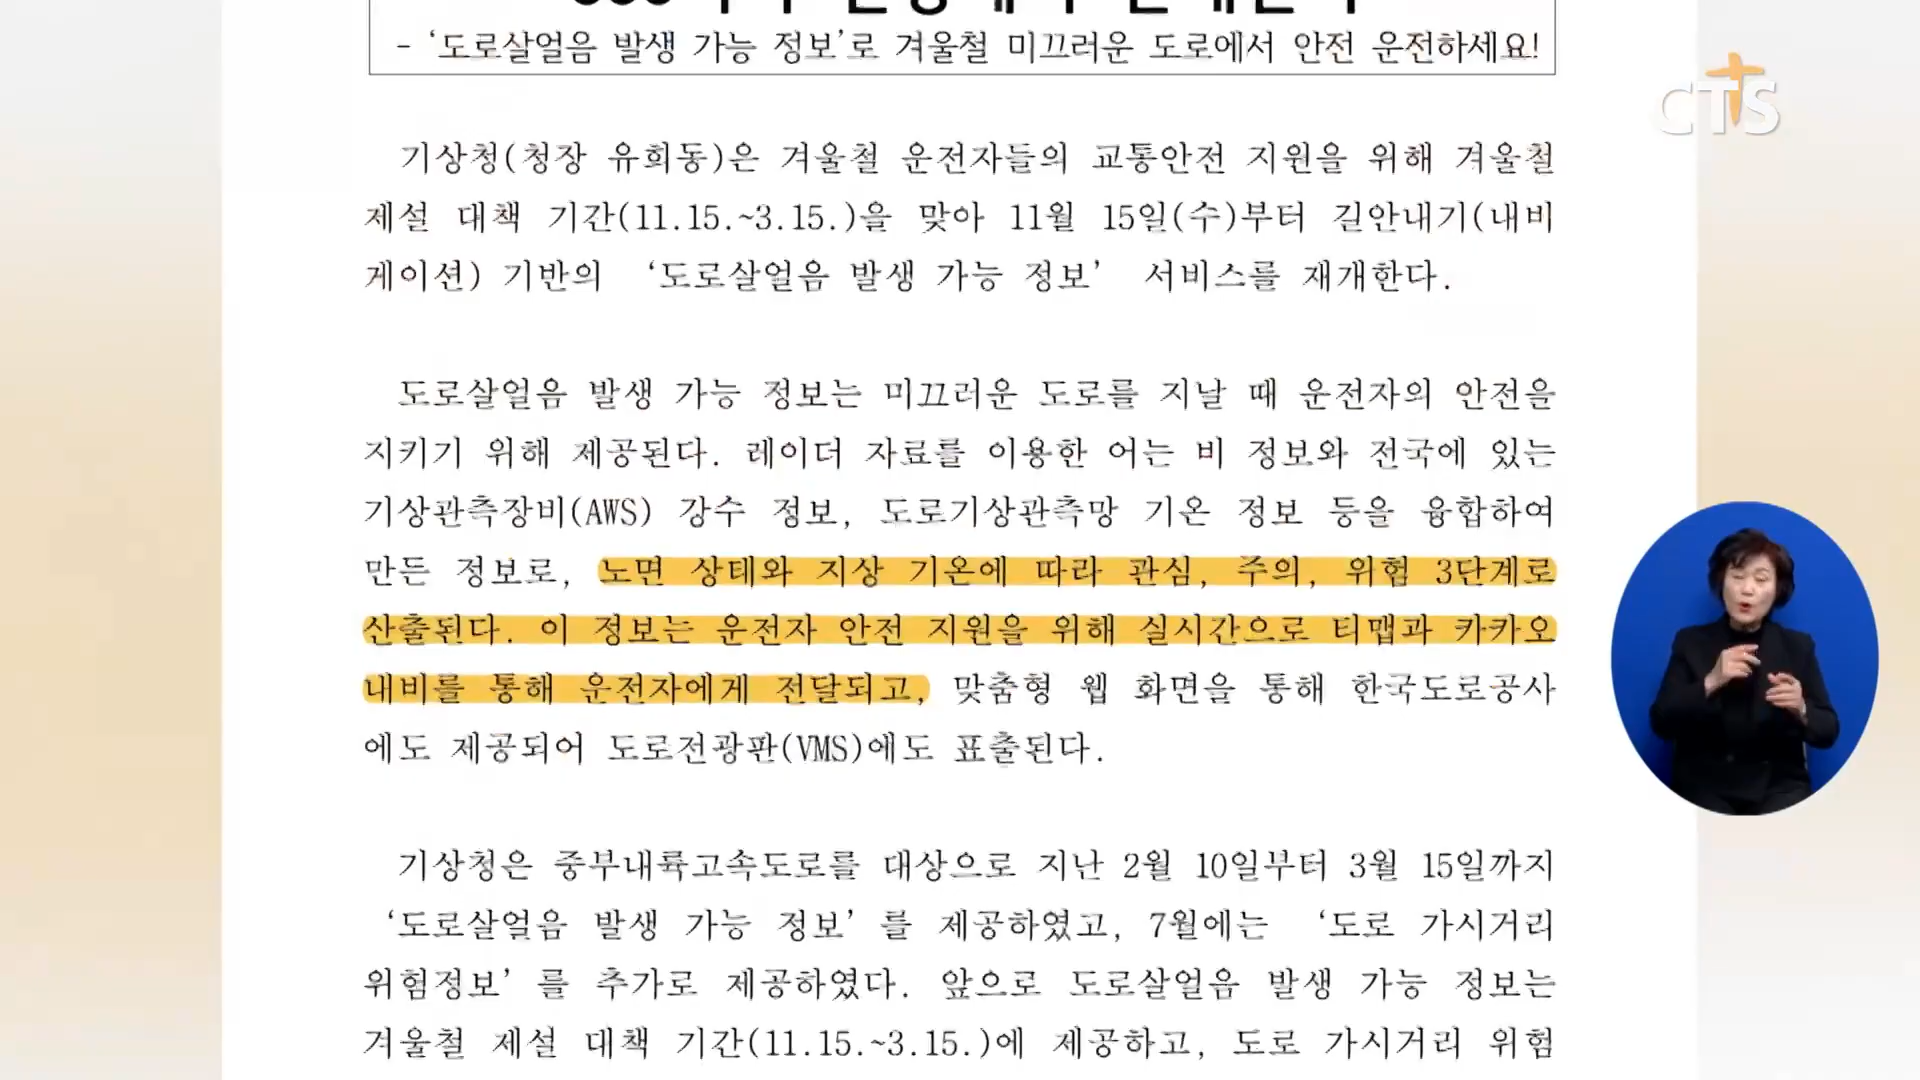 - ‘도로살얼음 발생 가능 정보’로 겨울철 미끄러운 도로에서 안전 운전하세요!
CTS
기상청(청장 유희동)은 겨울철 운전자들의 교통안전 지원을 위해 겨울철
제설 대책 기간(11.15.~3.15.)을 맞아 11월 15일(수)부터 길안내기(내비
게이션) 기반의 ‘도로살얼음 발생 가능 정보’ 서비스를 재개한다.
도로살얼음 발생 가능 정보는 미끄러운 도로를 지날 때 운전자의 안전을
지키기 위해 제공된다. 레이더 자료를 이용한 어는 비 정보와 전국에 있는
기상관측장비(AWS) 강수 정보, 도로기상관측망 기온 정보 등을 융합하여
만든 정보로, 노면 상태와 지상 기온에 따라 관심, 주의, 위험 3단계로
산출된다. 이 정보는 운전자 안전 지원을 위해 실시간으로 티맵과 카카오
내비를 통해 운전자에게 전달되고, 맞춤형 웹 화면을 통해 한국도로공사
에도 제공되어 도로전광판(VMS)에도 표출된다.
기상청은 중부내륙고속도로를 대상으로 지난 2월 10일부터 3월 15일까지
‘도로살얼음 발생 가능 정보’를 제공하였고, 7월에는 ‘도로 가시거리
위험정보’를 추가로 제공하였다. 앞으로 도로살얼음 발생 가능 정보는
겨울철 제설 대책 기간(11.15.~3.15.)에 제공하고, 도로 가시거리 위험